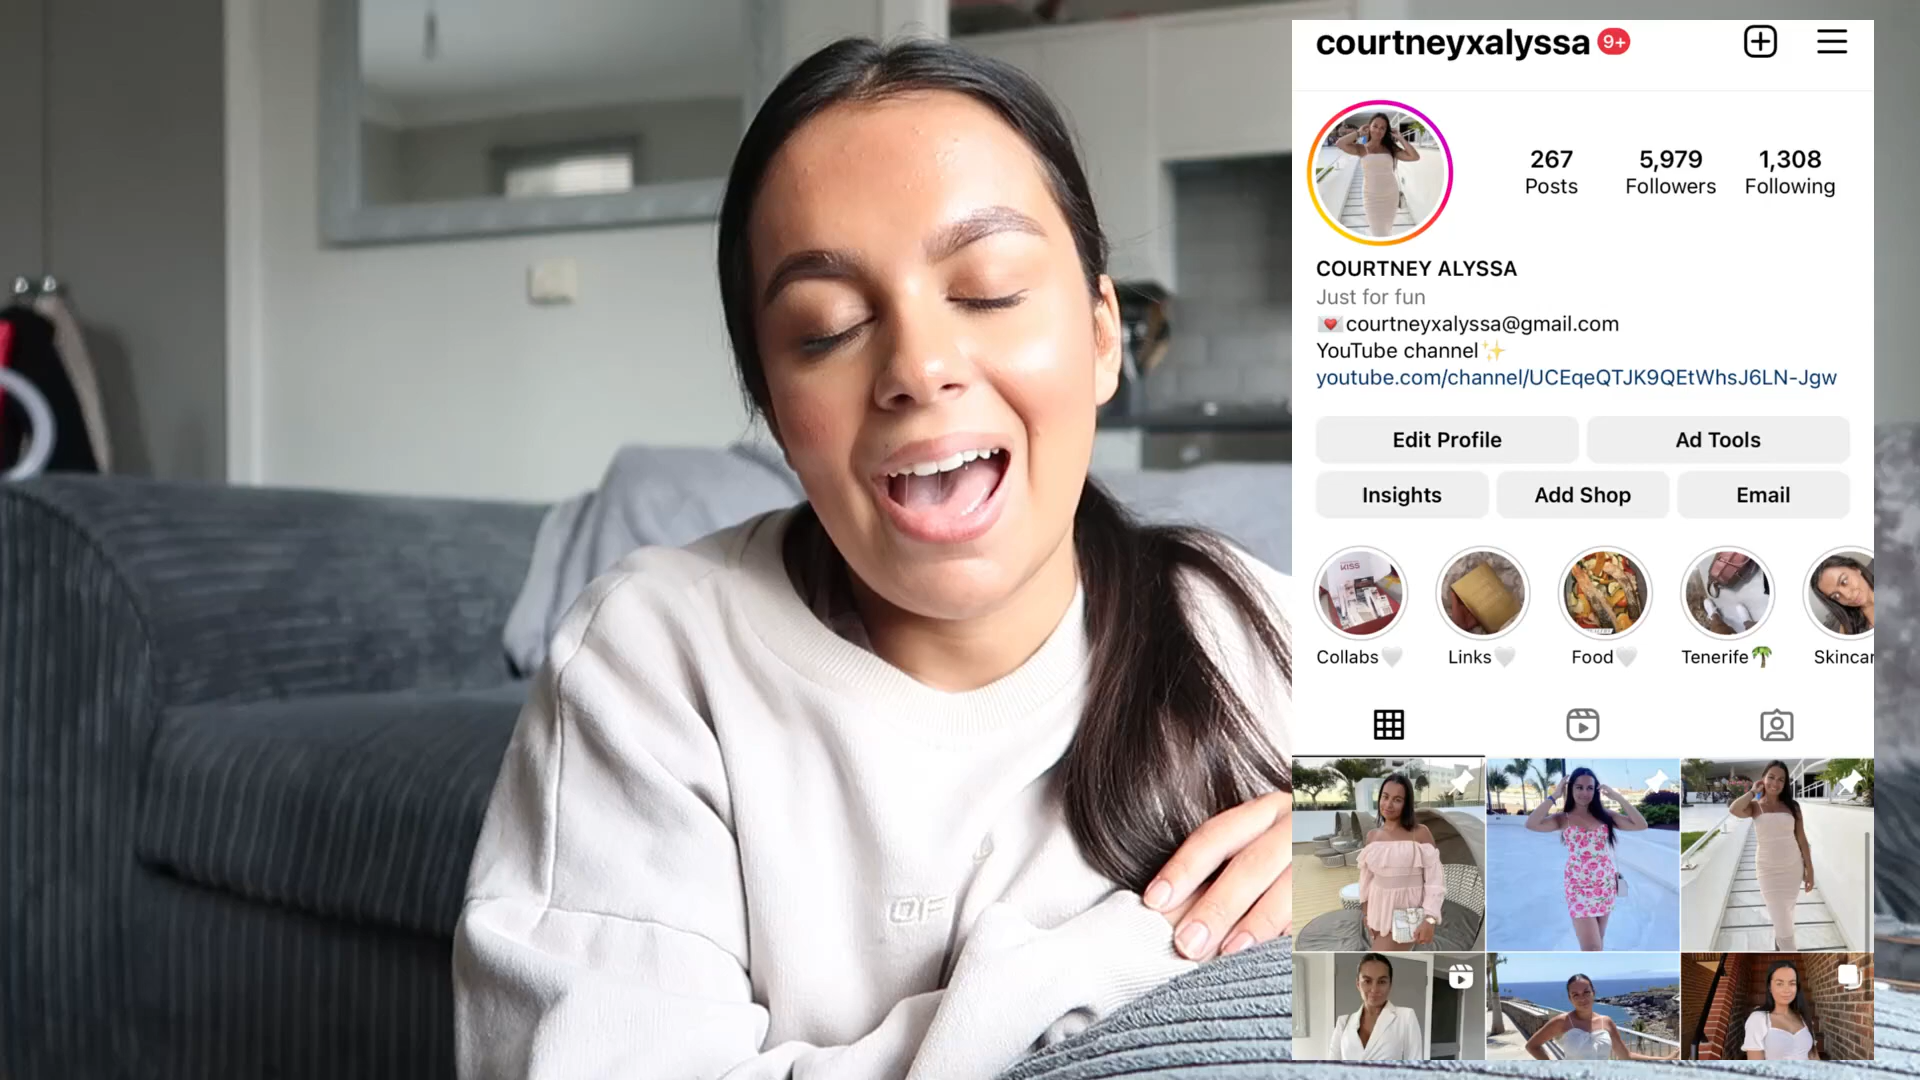 courtneyxalyssa 9+
267 5,979 1,308
Posts Followers Following
COURTNEY ALYSSA
Just for fun
💌courtneyxalyssa@gmail.com
YouTube channel✨
youtube.com/channel/UCEqeQTJK9QEtWhsJ6LN-Jgw
Edit Profile Ad Tools
Insights Add Shop Email
KISS
Collabs🤍 Links🤍 Food🤍 Tenerife🌴 Skincar
OF